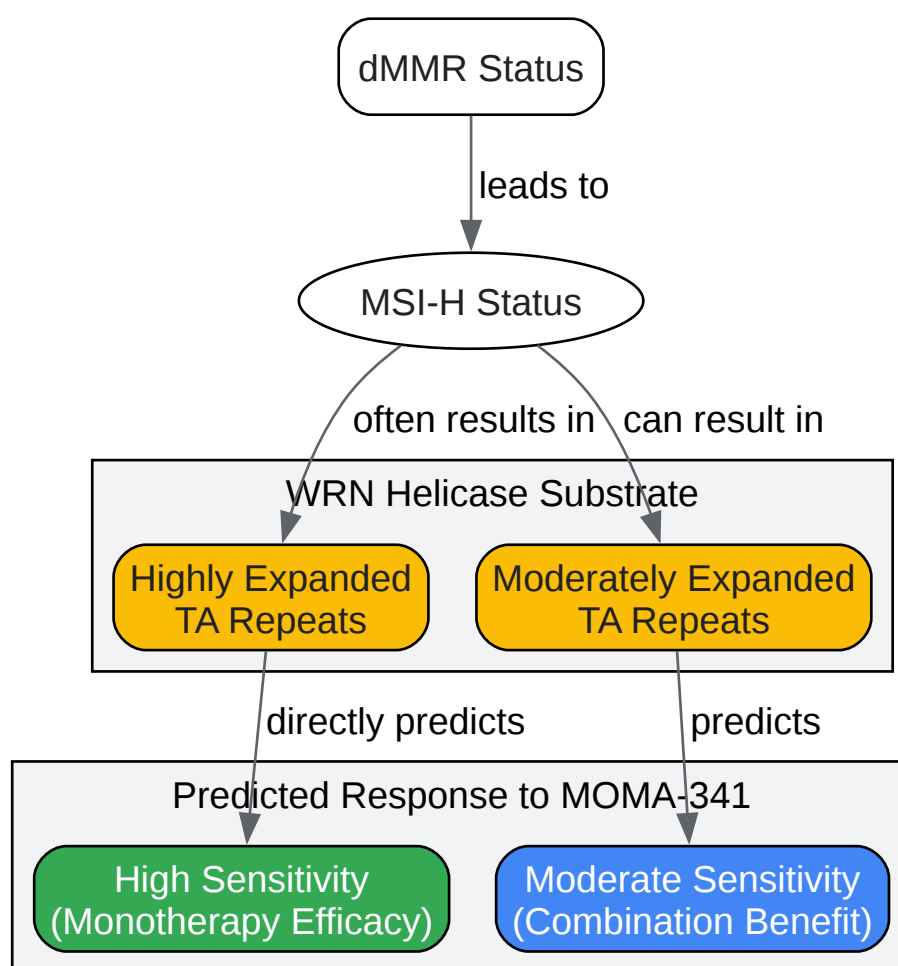 dMMR Status
leads to
MSI-H Status
often results in
can result in
WRN Helicase Substrate
Highly Expanded
TA Repeats
Moderately Expanded
TA Repeats
directly predicts
predicts
Predicted Response to MOMA-341
High Sensitivity
(Monotherapy Efficacy)
Moderate Sensitivity
(Combination Benefit)